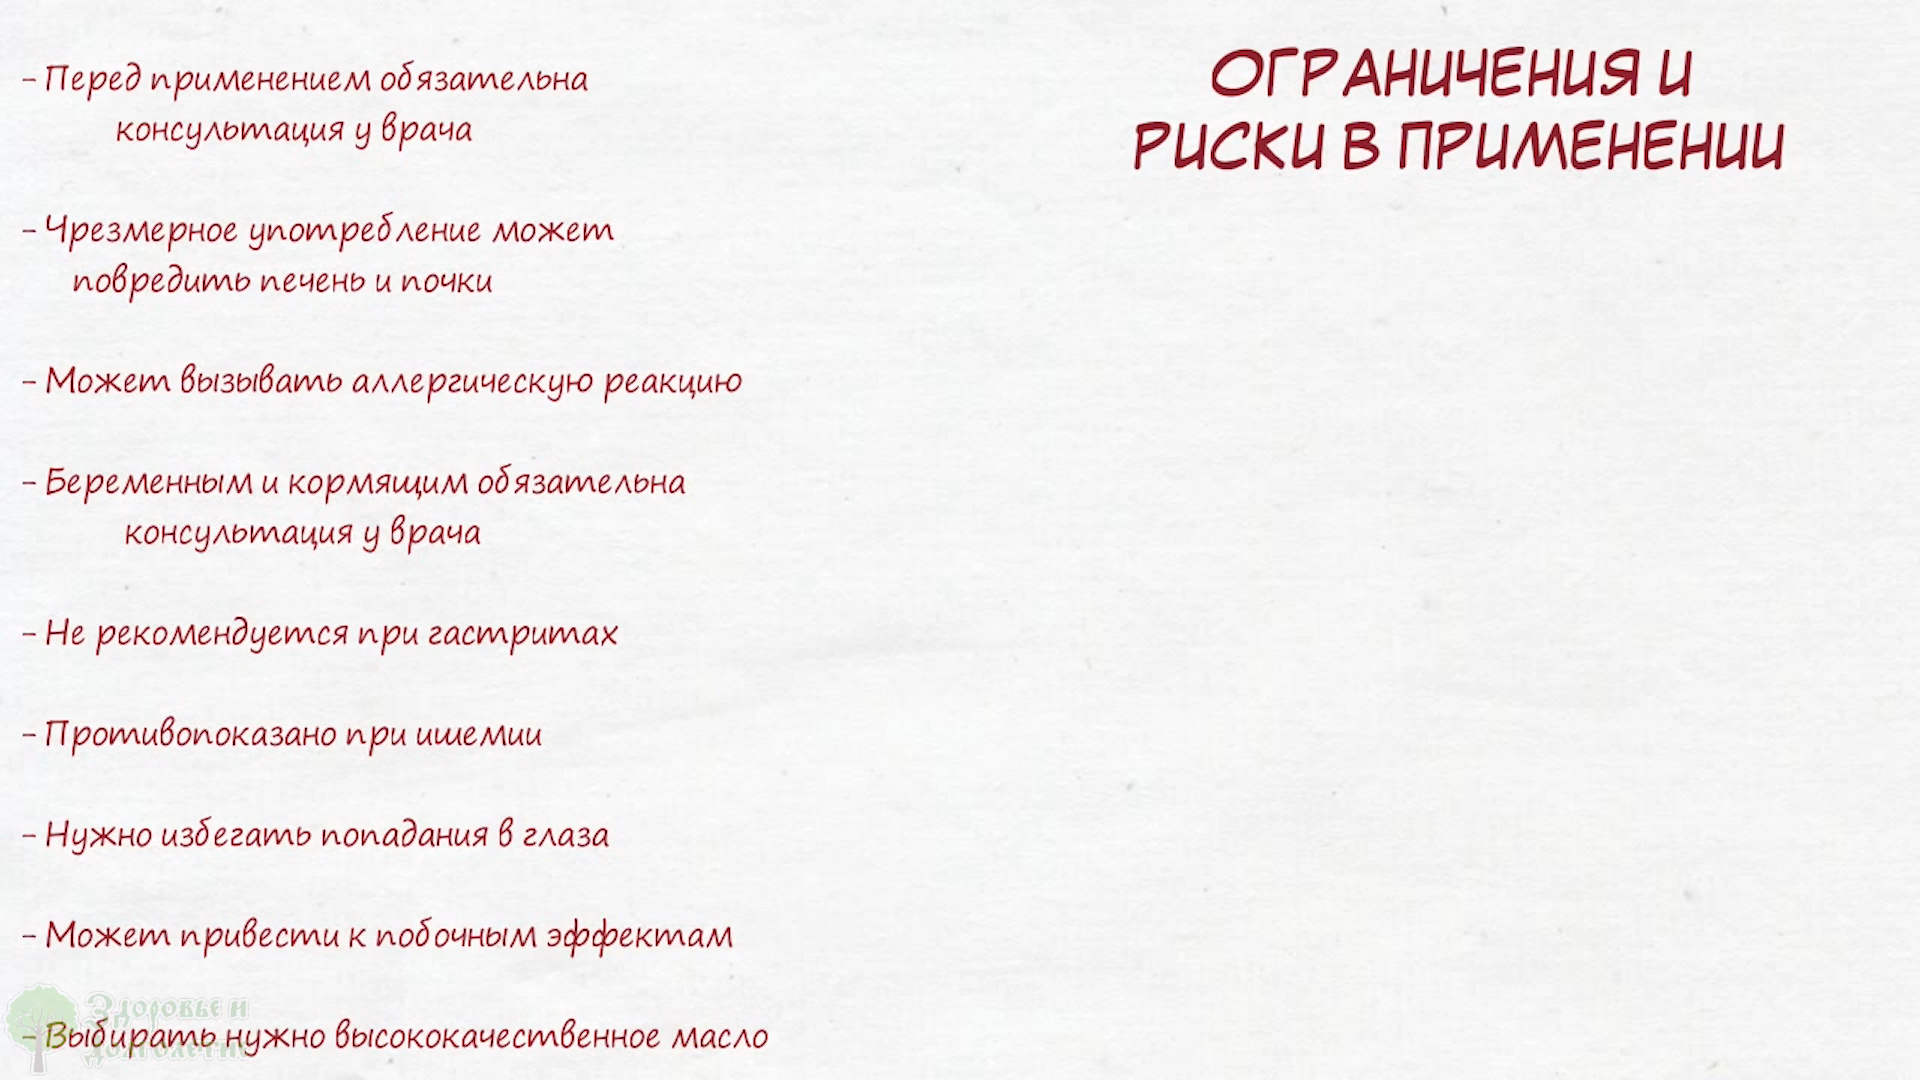 ОГРАНИЧЕНИЯ И
РИСКИ В ПРИМЕНЕНИИ
- Перед применением обязательна
консультация у врача
- Чрезмерное употребление может
повредить печень и почки
- Может вызывать аллергическую реакцию
- Беременным и кормящим обязательна
консультация у врача
- Не рекомендуется при гастритах
- Противопоказано при ишемии
- Нужно избегать попадания в глаза
- Может привести к побочным эффектам
- Выбирать нужно высококачественное масло
Здоровье и
долголетие